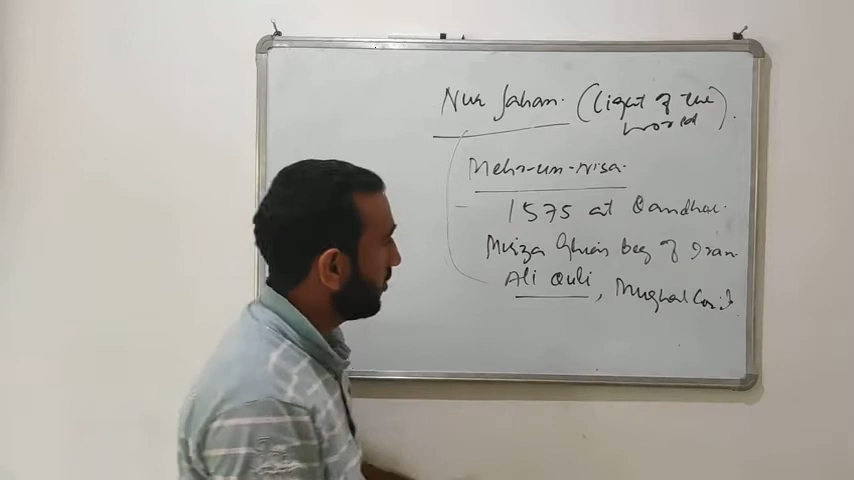 Nur Jahan. (Light of the World).
Mehr-un-nisa.
1575 at Qandhar.
Mirza Ghias beg of Iran.
Ali Quli, Mughal